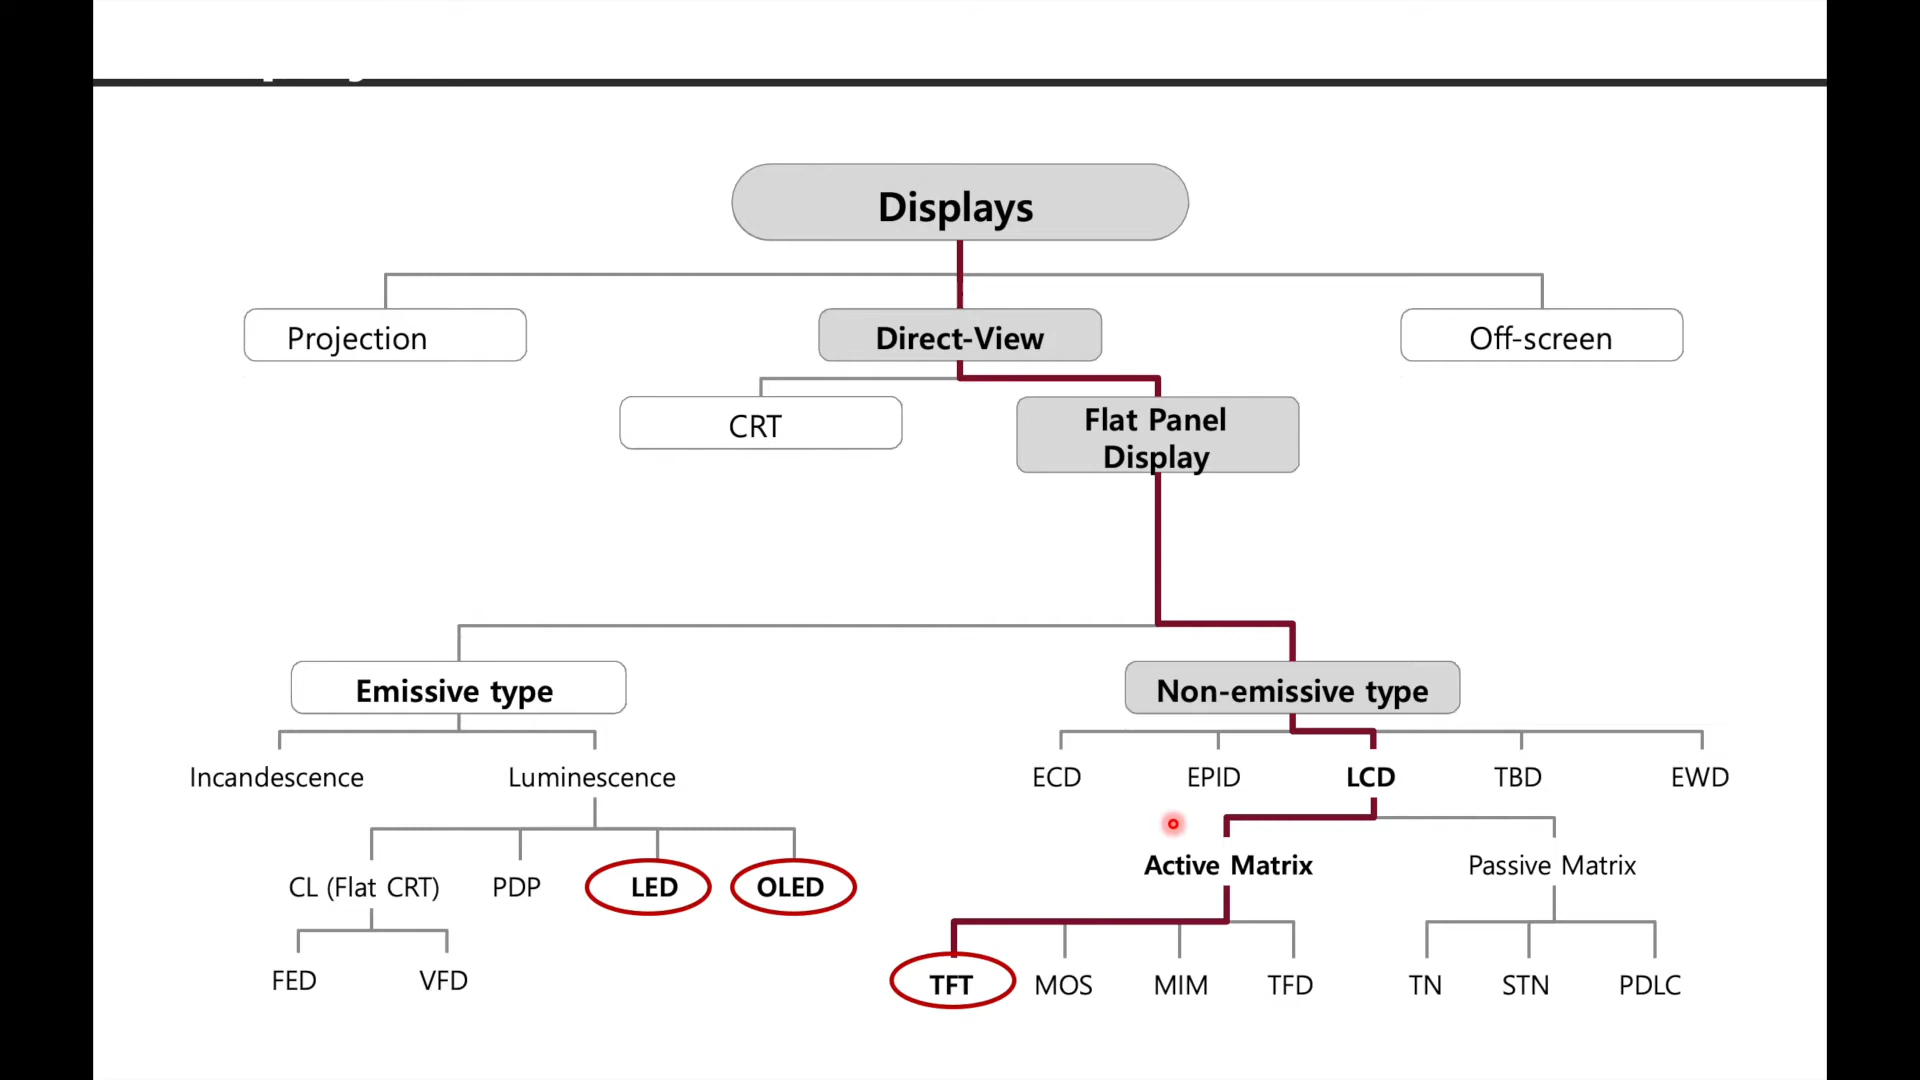 Displays
Projection
Direct-View
Off-screen
CRT
Flat Panel
Display
Emissive type
Non-emissive type
Incandescence
Luminescence
ECD
EPID
LCD
TBD
EWD
Active Matrix
Passive Matrix
CL (Flat CRT)
PDP
LED
OLED
FED
VFD
TFT
MOS
MIM
TFD
TN
STN
PDLC